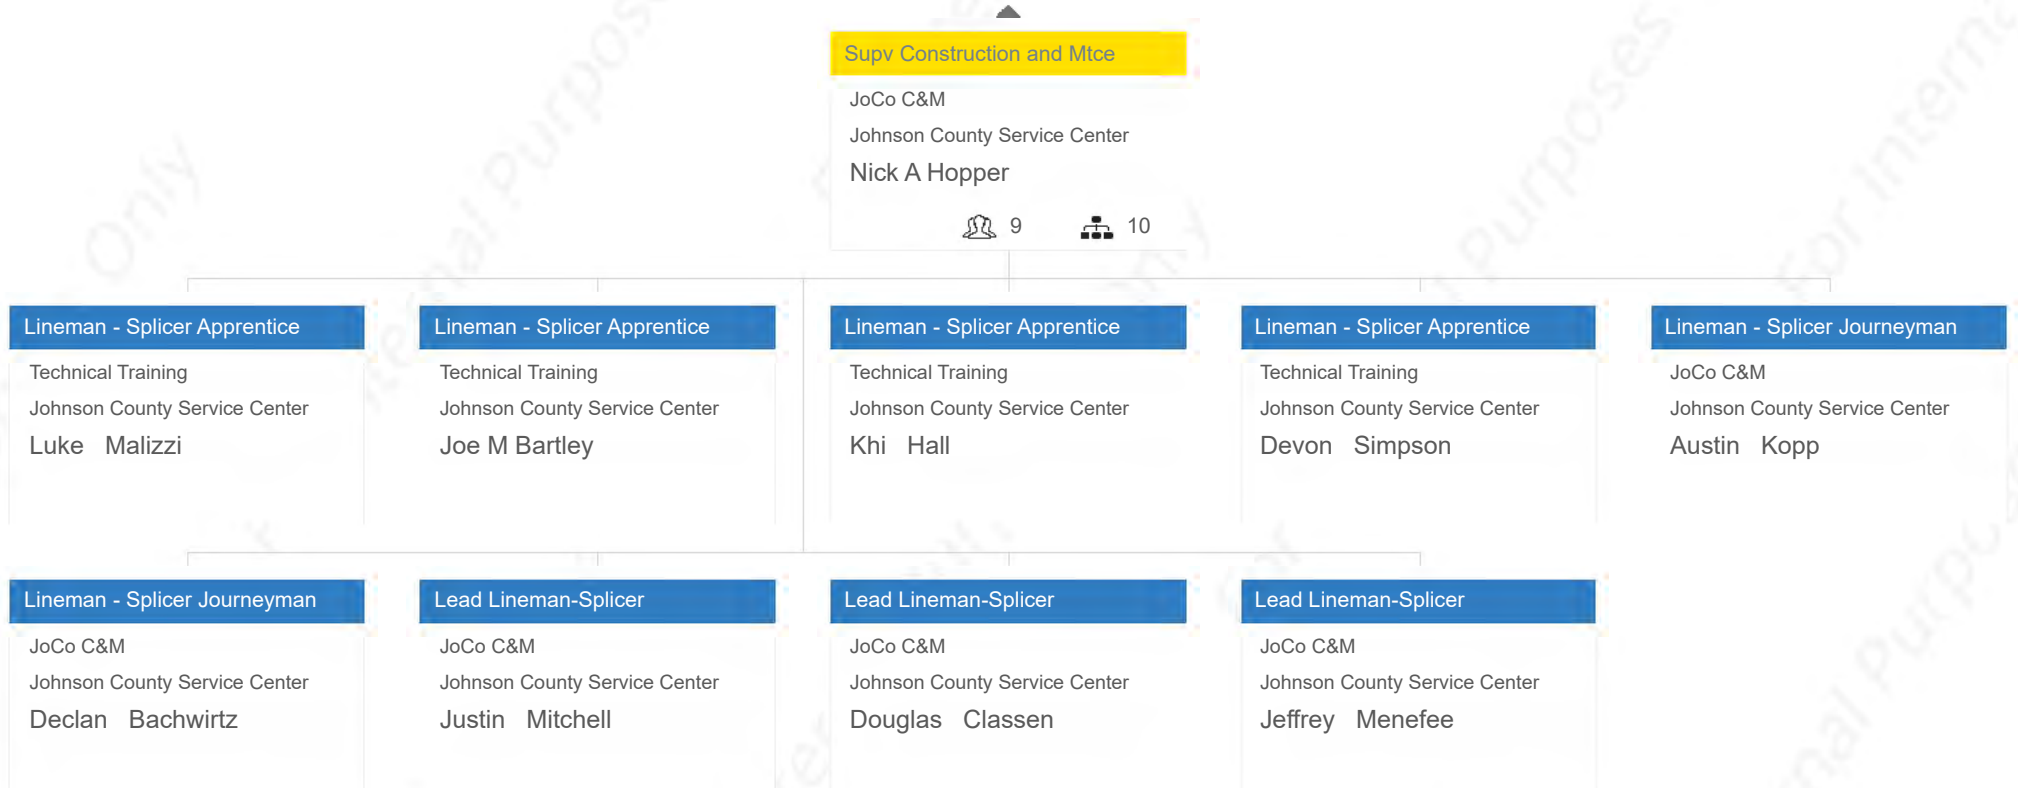 Supv Construction and Mtce
JoCo C&M
Johnson County Service Center
Nick A Hopper
9 10
Lineman - Splicer Apprentice
Technical Training
Johnson County Service Center
Luke Malizzi
Lineman - Splicer Apprentice
Technical Training
Johnson County Service Center
Joe M Bartley
Lineman - Splicer Apprentice
Technical Training
Johnson County Service Center
Khi Hall
Lineman - Splicer Apprentice
Technical Training
Johnson County Service Center
Devon Simpson
Lineman - Splicer Journeyman
JoCo C&M
Johnson County Service Center
Austin Kopp
Lineman - Splicer Journeyman
JoCo C&M
Johnson County Service Center
Declan Bachwirtz
Lead Lineman-Splicer
JoCo C&M
Johnson County Service Center
Justin Mitchell
Lead Lineman-Splicer
JoCo C&M
Johnson County Service Center
Douglas Classen
Lead Lineman-Splicer
JoCo C&M
Johnson County Service Center
Jeffrey Menefee